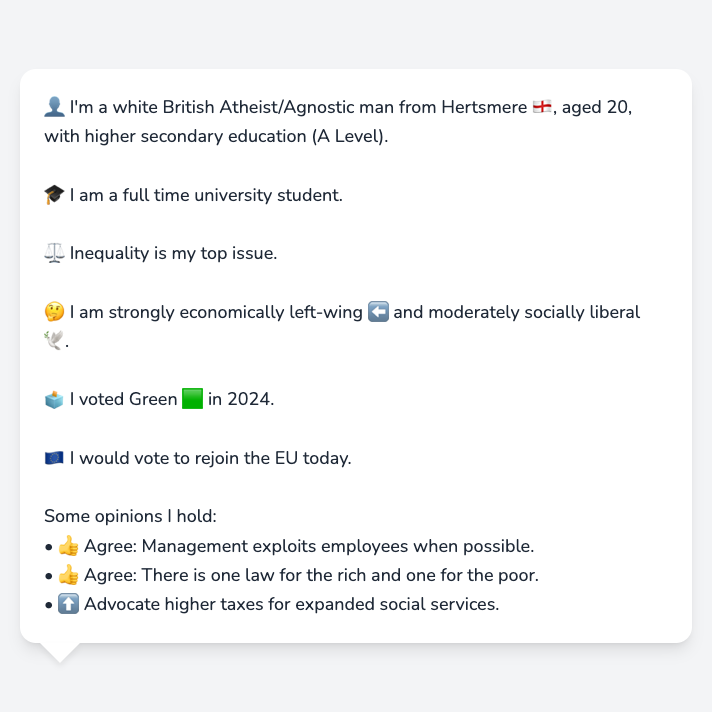 👤 I'm a white British Atheist/Agnostic man from Hertsmere 🏴󠁧󠁢󠁥󠁮󠁧󠁿, aged 20,
with higher secondary education (A Level).
🎓 I am a full time university student.
⚖️ Inequality is my top issue.
🤔 I am strongly economically left-wing ⬅️ and moderately socially liberal
🕊️.
🗳️ I voted Green 🟩 in 2024.
🇪🇺 I would vote to rejoin the EU today.
Some opinions I hold:
• 👍 Agree: Management exploits employees when possible.
• 👍 Agree: There is one law for the rich and one for the poor.
• ⬆️ Advocate higher taxes for expanded social services.